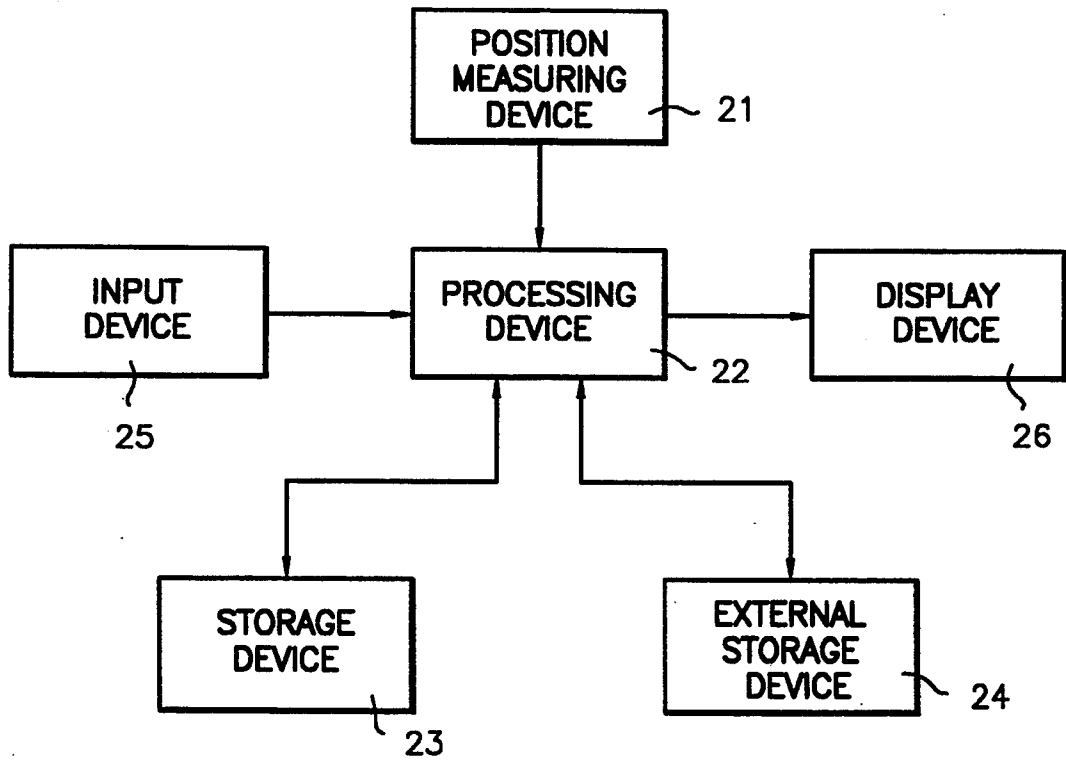 POSITION
MEASURING
DEVICE
21
INPUT
DEVICE
25
PROCESSING
DEVICE
22
DISPLAY
DEVICE
26
STORAGE
DEVICE
23
EXTERNAL
STORAGE
DEVICE
24